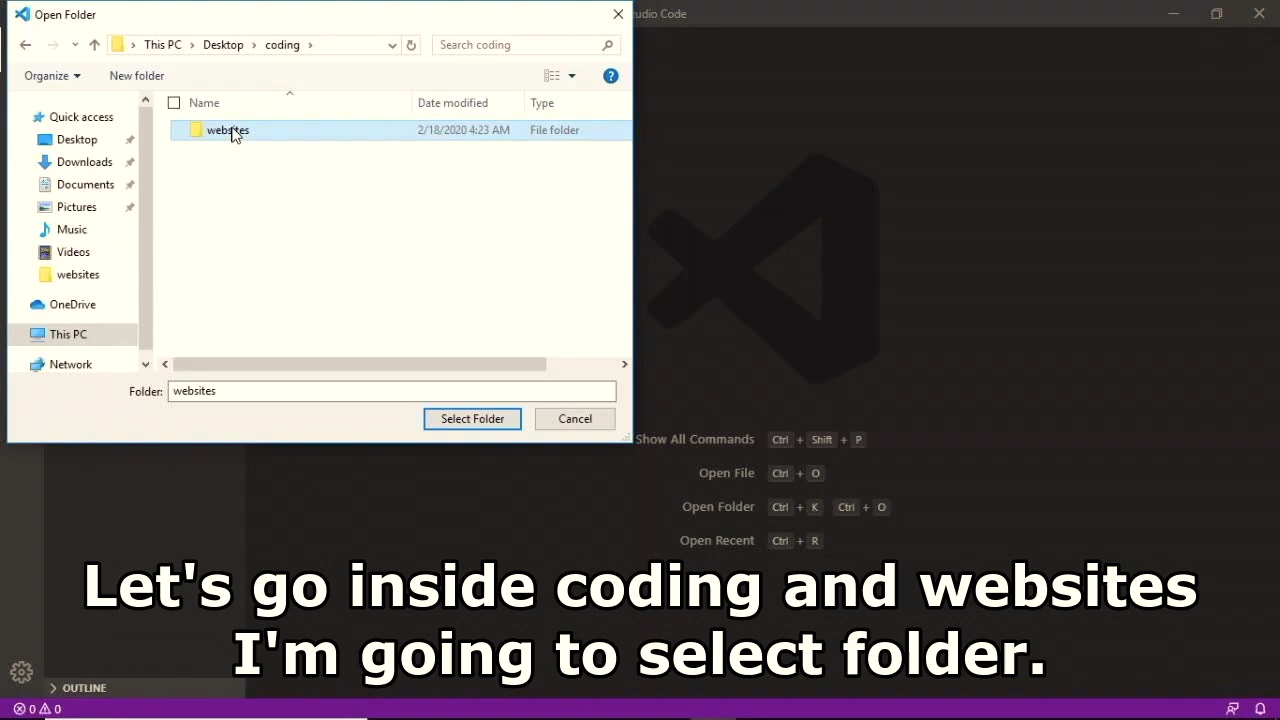 Open Folder
udio Code
This PC > Desktop > coding >
Search coding
Organize
New folder
Name
Date modified
Type
Quick access
websites
2/18/2020 4:23 AM
File folder
Desktop
Downloads
Documents
Pictures
Music
Videos
websites
OneDrive
This PC
Network
Folder: websites
Select Folder
Cancel
Show All Commands Ctrl + Shift + P
Open File Ctrl + O
Open Folder Ctrl + K Ctrl + O
Open Recent Ctrl + R
Let's go inside coding and websites
I'm going to select folder.
OUTLINE
0 0